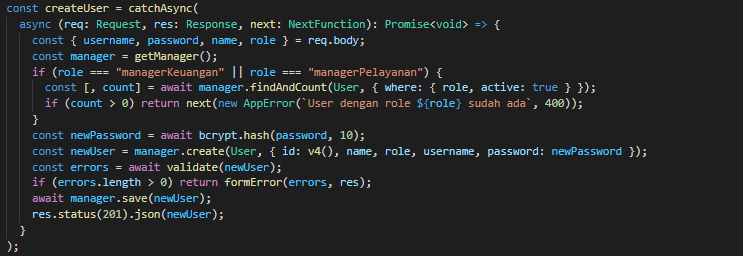 const createUser = catchAsync(
async (req: Request, res: Response, next: NextFunction): Promise<void> => {
const { username, password, name, role } = req.body;
const manager = getManager();
if (role === "managerKeuangan" || role === "managerPelayanan") {
const [, count] = await manager.findAndCount(User, { where: { role, active: true } });
if (count > 0) return next(new AppError(`User dengan role ${role} sudah ada`, 400));
}
const newPassword = await bcrypt.hash(password, 10);
const newUser = manager.create(User, { id: v4(), name, role, username, password: newPassword });
const errors = await validate(newUser);
if (errors.length > 0) return formError(errors, res);
await manager.save(newUser);
res.status(201).json(newUser);
}
);